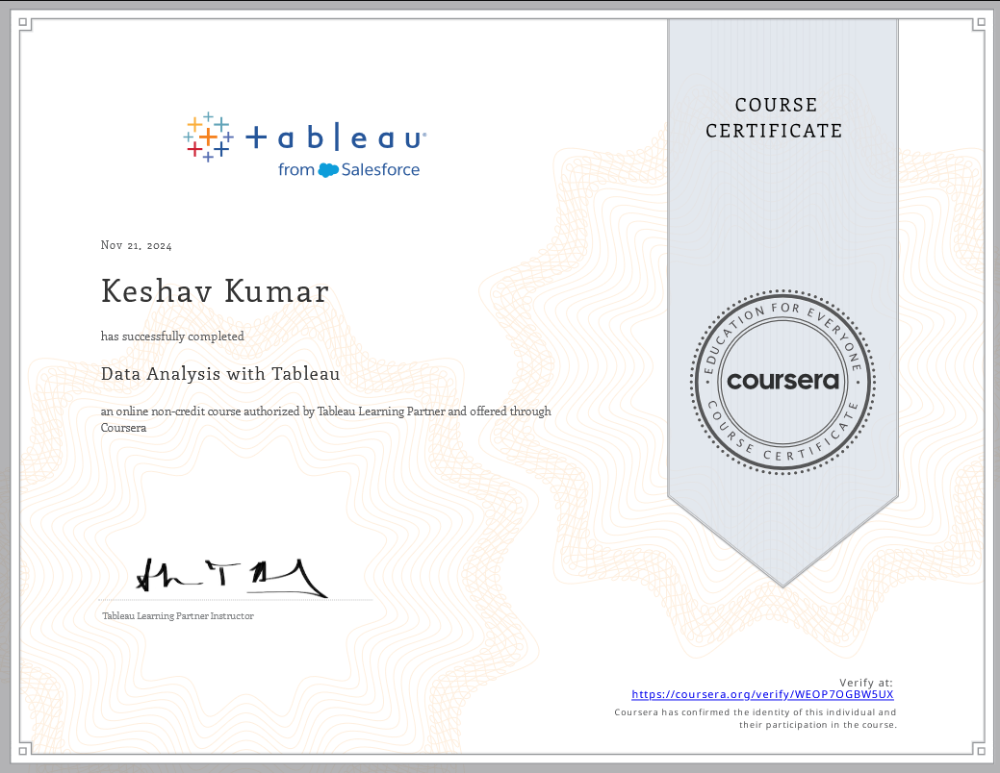 COURSE
CERTIFICATE
+ableau®
from Salesforce
Nov 21, 2024
Keshav Kumar
has successfully completed
Data Analysis with Tableau
an online non-credit course authorized by Tableau Learning Partner and offered through
Coursera
EDUCATION FOR EVERYONE
coursera
COURSE CERTIFICATE
Tableau Learning Partner Instructor
Verify at:
https://coursera.org/verify/WEOP7OGBW5UX
Coursera has confirmed the identity of this individual and
their participation in the course.